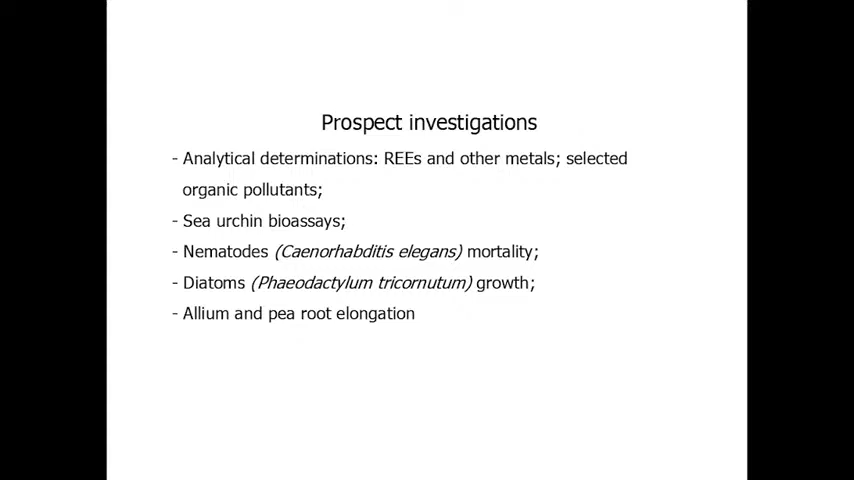 Prospect investigations
- Analytical determinations: REEs and other metals; selected
organic pollutants;
- Sea urchin bioassays;
- Nematodes (Caenorhabditis elegans) mortality;
- Diatoms (Phaeodactylum tricornutum) growth;
- Allium and pea root elongation